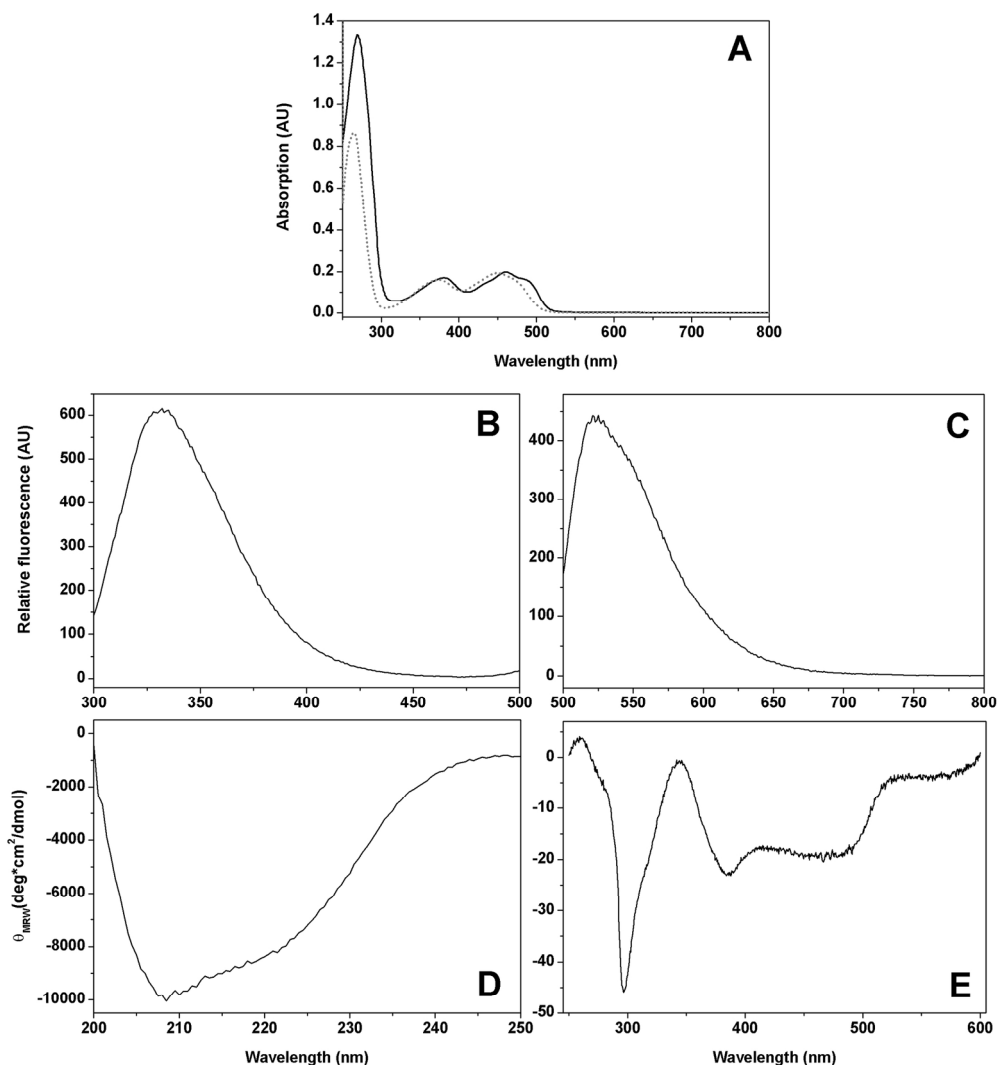 A
Absorption (AU)
1.4
1.2
1.0
0.8
0.6
0.4
0.2
0.0
300 400 500 600 700 800
Wavelength (nm)
B
Relative fluorescence (AU)
600
500
400
300
200
100
0
300 350 400 450 500
C
400
300
200
100
0
500 550 600 650 700 750 800
D
θMRW(deg*cm²/dmol)
0
-2000
-4000
-6000
-8000
-10000
200 210 220 230 240 250
Wavelength (nm)
E
0
-10
-20
-30
-40
-50
300 400 500 600
Wavelength (nm)